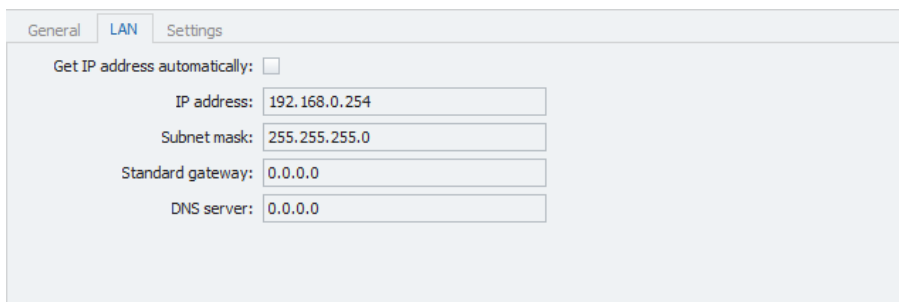 General LAN Settings
Get IP address automatically:
IP address: 192.168.0.254
Subnet mask: 255.255.255.0
Standard gateway: 0.0.0.0
DNS server: 0.0.0.0